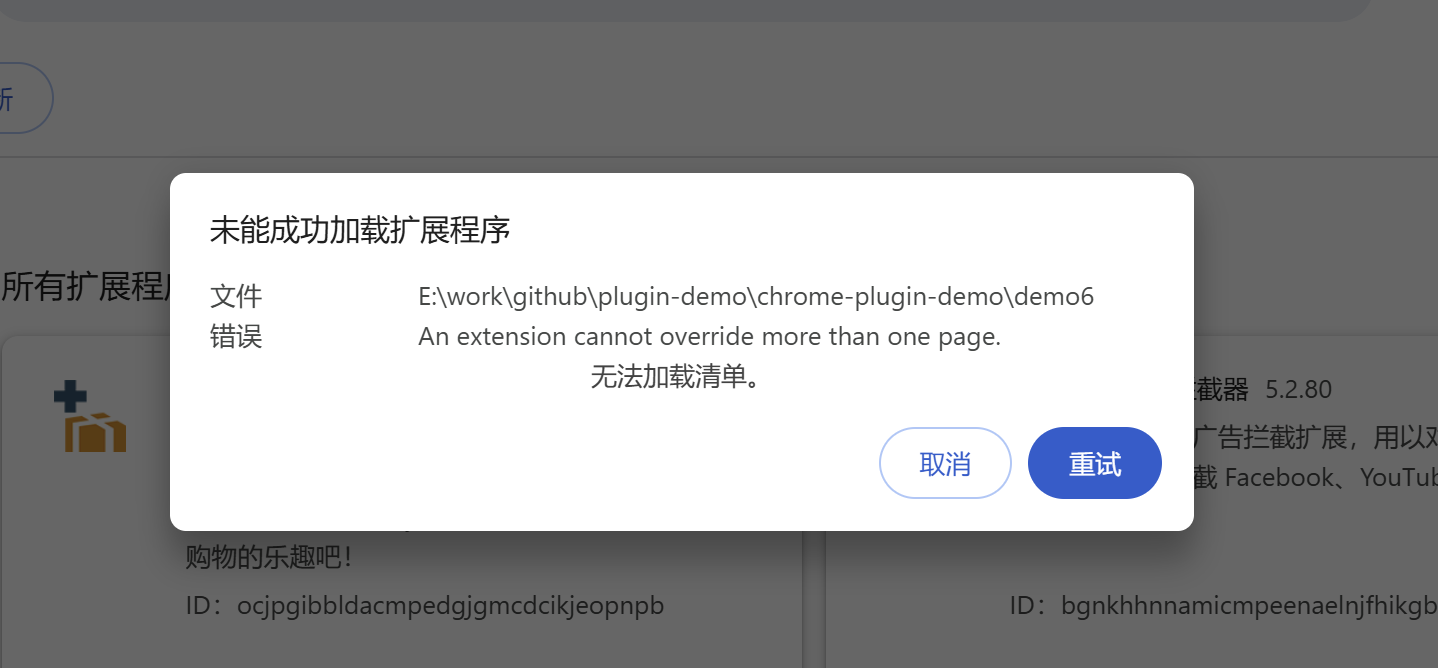 新
未能成功加载扩展程序
文件 E:\work\github\plugin-demo\chrome-plugin-demo\demo6
错误 An extension cannot override more than one page.
无法加载清单。
取消 重试
所有扩展程
截器 5.2.80
广告拦截扩展，用以
截 Facebook、YouTub
购物的乐趣吧！
ID：ocjpgibbldacmpedgjgmcdcikjeopnpb
ID：bgnkhhnnamicmpeenaelnjfhikgb